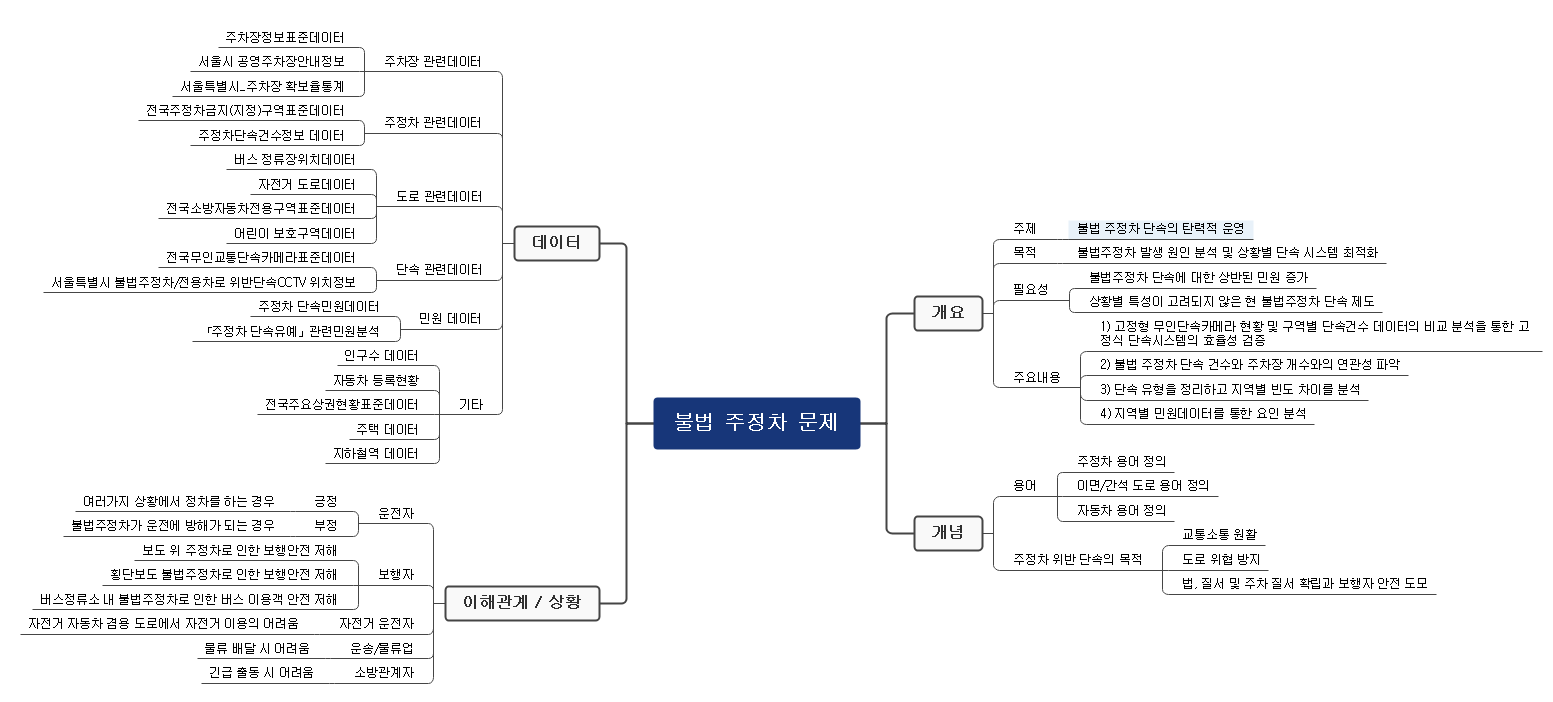 불법 주정차 문제
개요
주제
불법 주정차 단속의 탄력적 운영
목적
불법주정차 발생 원인 분석 및 상황별 단속 시스템 최적화
필요성
불법주정차 단속에 대한 상반된 민원 증가
상황별 특성이 고려되지 않은 현 불법주정차 단속 제도
주요내용
1) 고정형 무인단속카메라 현황 및 구역별 단속건수 데이터의 비교 분석을 통한 고
정식 단속시스템의 효율성 검증
2) 불법 주정차 단속 건수와 주차장 개수와의 연관성 파악
3) 단속 유형을 정리하고 지역별 빈도 차이를 분석
4) 지역별 민원데이터를 통한 요인 분석
개념
용어
주정차 용어 정의
이면/간석 도로 용어 정의
자동차 용어 정의
주정차 위반 단속의 목적
교통소통 원활
도로 위협 방지
법, 질서 및 주차 질서 확립과 보행자 안전 도모
데이터
주차장 관련데이터
주차장정보표준데이터
서울시 공영주차장안내정보
서울특별시_주차장 확보율통계
주정차 관련데이터
전국주정차금지(지정)구역표준데이터
주정차단속건수정보 데이터
도로 관련데이터
버스 정류장위치데이터
자전거 도로데이터
전국소방자동차전용구역표준데이터
어린이 보호구역데이터
단속 관련데이터
전국무인교통단속카메라표준데이터
서울특별시 불법주정차/전용차로 위반단속CCTV 위치정보
민원 데이터
주정차 단속민원데이터
「주정차 단속유예」 관련민원분석
기타
인구수 데이터
자동차 등록현황
전국주요상권현황표준데이터
주택 데이터
지하철역 데이터
이해관계 / 상황
운전자
긍정
여러가지 상황에서 정차를 하는 경우
부정
불법주정차가 운전에 방해가 되는 경우
보행자
보도 위 주정차로 인한 보행안전 저해
횡단보도 불법주정차로 인한 보행안전 저해
버스정류소 내 불법주정차로 인한 버스 이용객 안전 저해
자전거 운전자
자전거 자동차 겸용 도로에서 자전거 이용의 어려움
운송/물류업
물류 배달 시 어려움
소방관계자
긴급 출동 시 어려움